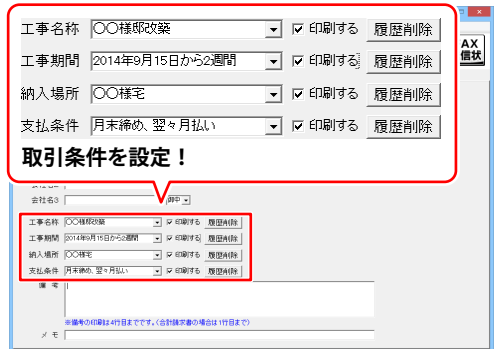 工事名称 〇〇様邸改築 印刷する 履歴削除
工事期間 2014年9月15日から2週間 印刷する 履歴削除
納入場所 〇〇様宅 印刷する 履歴削除
支払条件 月末締め、翌々月払い 印刷する 履歴削除
取引条件を設定！
AX
信状
会社名3 御中
工事名称 〇〇様邸改築 印刷する 履歴削除
工事期間 2014年9月15日から2週間 印刷する 履歴削除
納入場所 〇〇様宅 印刷する 履歴削除
支払条件 月末締め、翌々月払い 印刷する 履歴削除
備 考
※備考の印刷は4行目までです。(合計請求書の場合は1行目まで)
メ モ